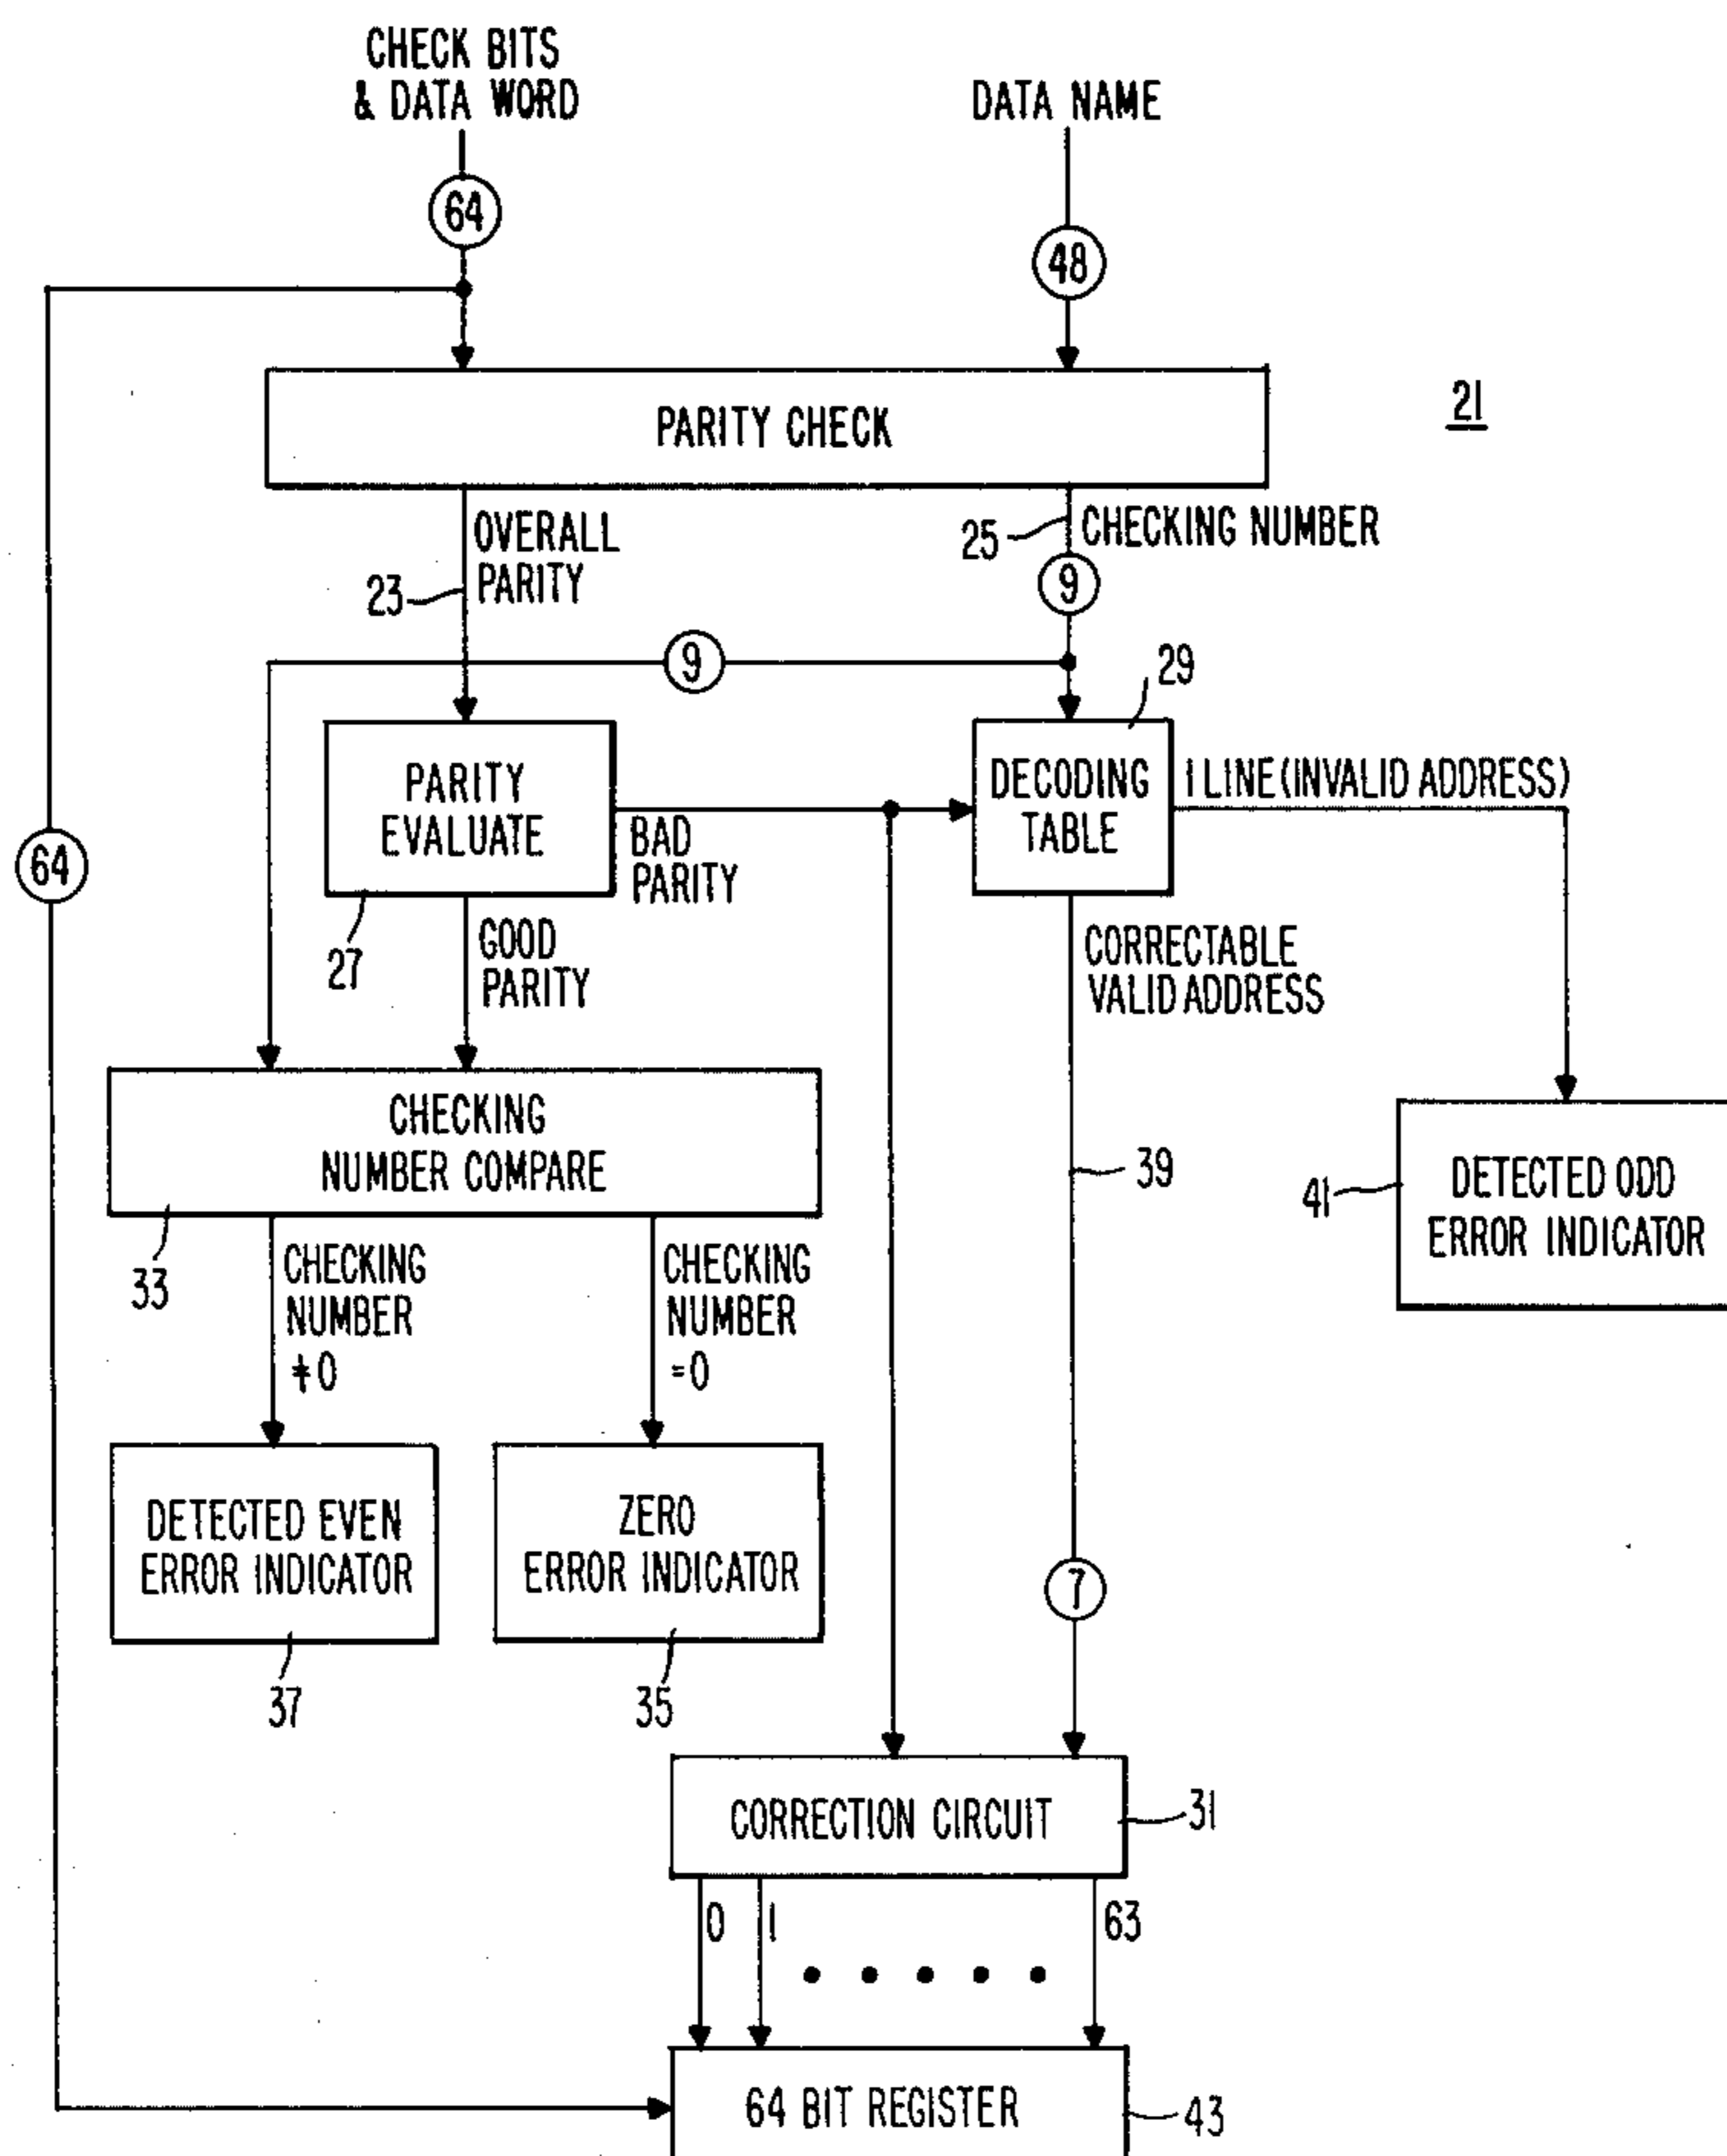 CHECK BITS
& DATA WORD
DATA NAME
64
48
PARITY CHECK
21
OVERALL
PARITY
23
25
CHECKING NUMBER
9
9
29
PARITY
EVALUATE
27
BAD
PARITY
DECODING
TABLE
1 LINE (INVALID ADDRESS)
64
GOOD
PARITY
CORRECTABLE
VALID ADDRESS
CHECKING
NUMBER COMPARE
33
39
41
DETECTED ODD
ERROR INDICATOR
CHECKING
NUMBER
≠0
CHECKING
NUMBER
=0
DETECTED EVEN
ERROR INDICATOR
37
ZERO
ERROR INDICATOR
35
7
CORRECTION CIRCUIT
31
0
1
63
64 BIT REGISTER
43